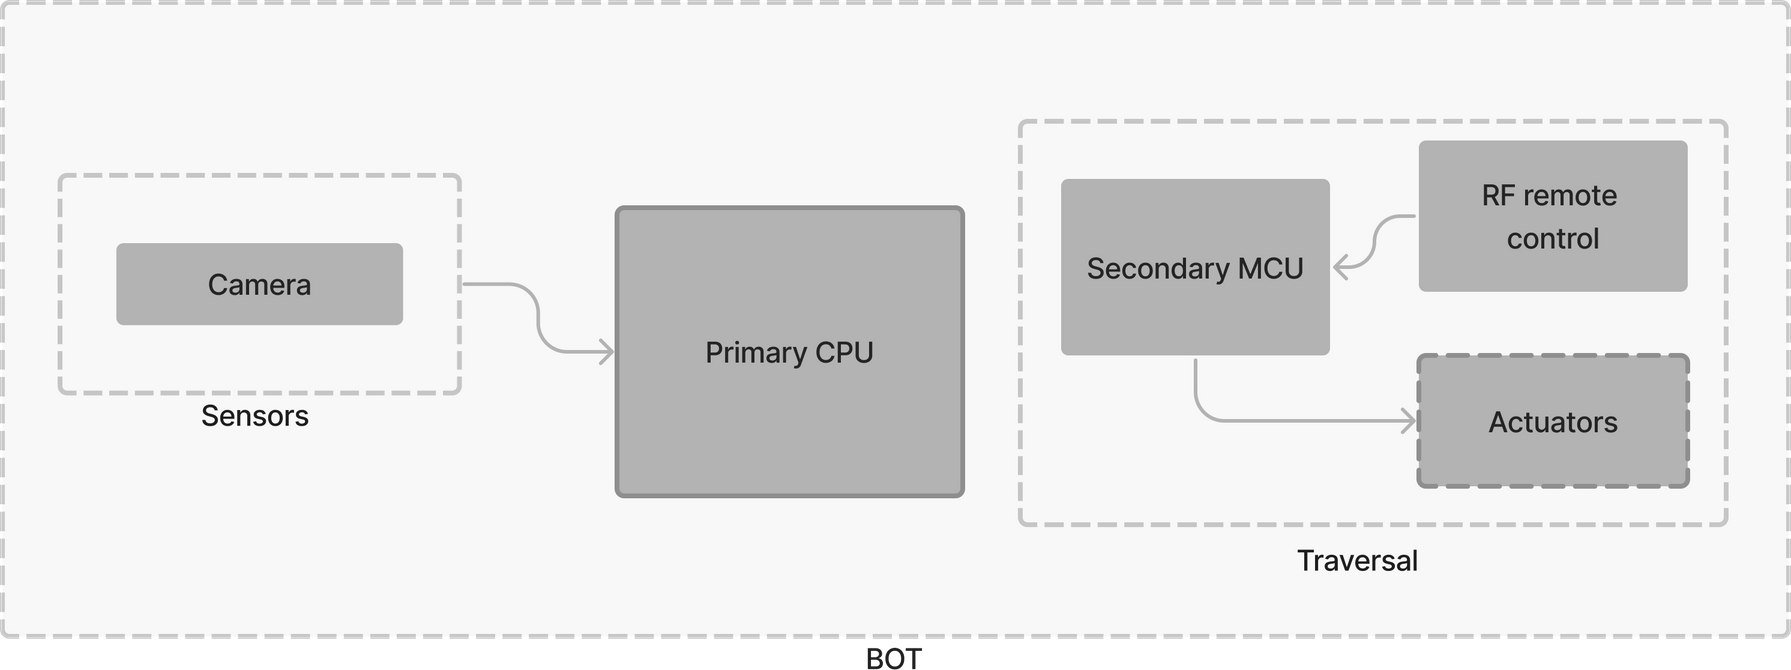 Camera
Sensors
Primary CPU
Secondary MCU
RF remote
control
Actuators
Traversal
BOT